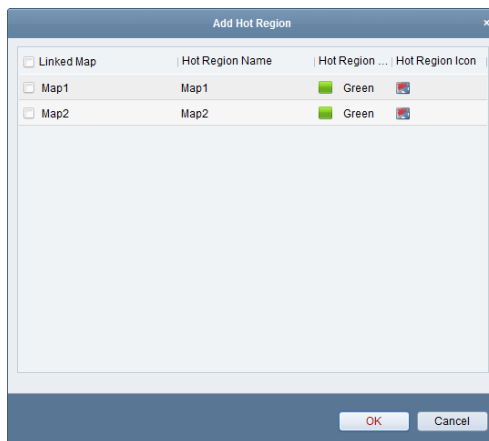 Add Hot Region ×
Linked Map Hot Region Name Hot Region ... Hot Region Icon
Map1 Map1 Green
Map2 Map2 Green
OK Cancel